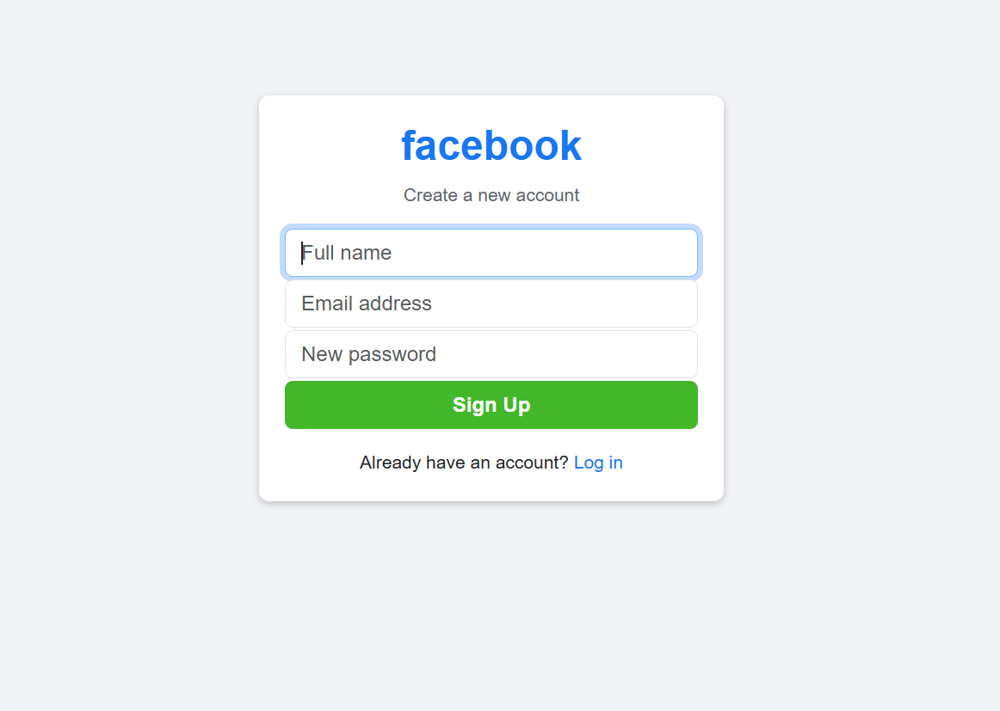 facebook
Create a new account
Full name
Email address
New password
Sign Up
Already have an account? Log in